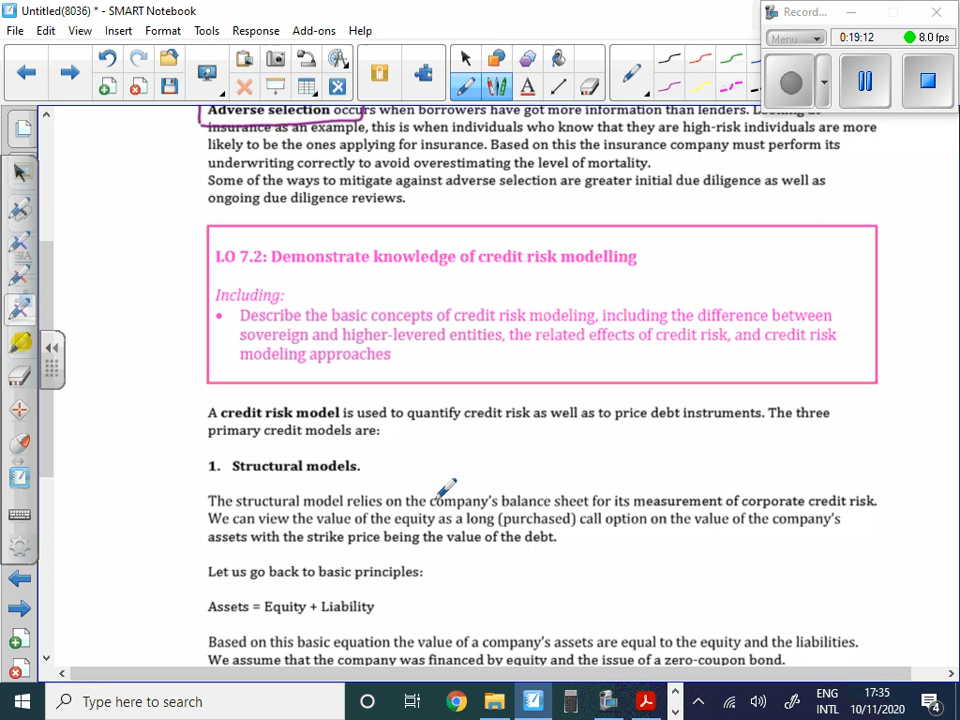 Untitled(8036) * - SMART Notebook
File Edit View Insert Format Tools Response Add-ons Help
Record...
Menu 0:19:12 8.0 fps
Adverse selection occurs when borrowers have got more information than lenders. Looking at
insurance as an example, this is when individuals who know that they are high-risk individuals are more
likely to be the ones applying for insurance. Based on this the insurance company must perform its
underwriting correctly to avoid overestimating the level of mortality.
Some of the ways to mitigate against adverse selection are greater initial due diligence as well as
ongoing due diligence reviews.
LO 7.2: Demonstrate knowledge of credit risk modelling
Including:
• Describe the basic concepts of credit risk modeling, including the difference between
sovereign and higher-levered entities, the related effects of credit risk, and credit risk
modeling approaches
A credit risk model is used to quantify credit risk as well as to price debt instruments. The three
primary credit models are:
1. Structural models.
The structural model relies on the company's balance sheet for its measurement of corporate credit risk.
We can view the value of the equity as a long (purchased) call option on the value of the company's
assets with the strike price being the value of the debt.
Let us go back to basic principles:
Assets = Equity + Liability
Based on this basic equation the value of a company's assets are equal to the equity and the liabilities.
We assume that the company was financed by equity and the issue of a zero-coupon bond.
Type here to search
ENG
INTL
17:35
10/11/2020
4